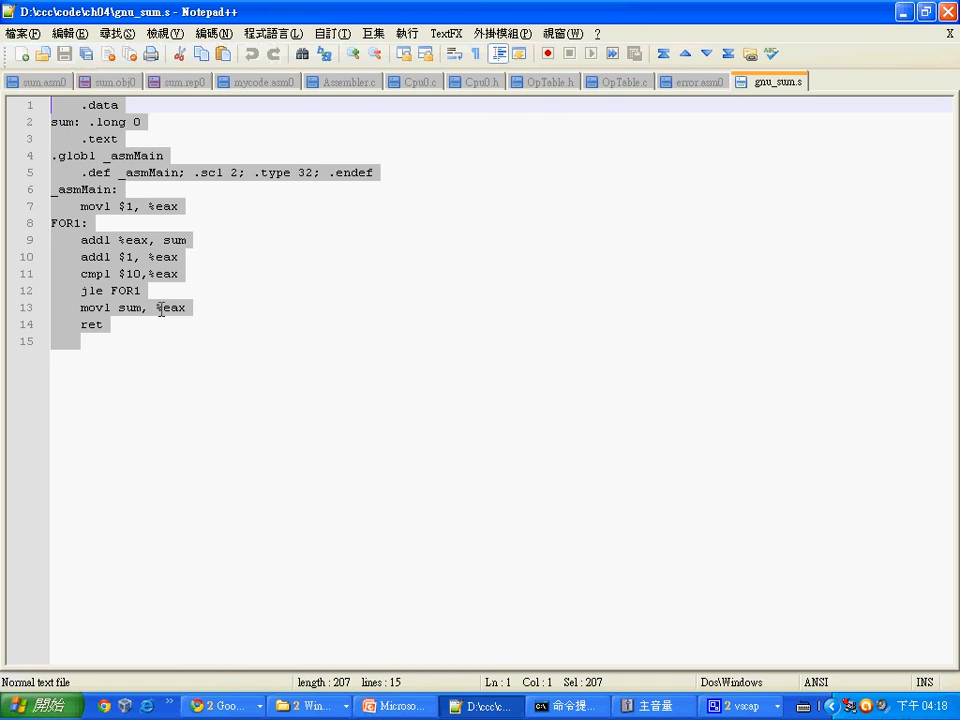 D:\ccc\code\ch04\gnu_sum.s - Notepad++
檔案(F) 編輯(E) 尋找(S) 檢視(V) 編碼(N) 程式語言(L) 自訂(T) 巨集 執行 TextFX 外掛模組(P) 視窗(W) ? X
sum.asm0 sum.obj0 sum.rep0 mycode.asm0 Assembler.c Cpu0.c Cpu0.h OpTable.h OpTable.c error.asm0 gnu_sum.s
1 .data
2 sum: .long 0
3 .text
4 .globl _asmMain
5 .def _asmMain; .scl 2; .type 32; .endef
6 _asmMain:
7 movl $1, %eax
8 FOR1:
9 addl %eax, sum
10 addl $1, %eax
11 cmpl $10,%eax
12 jle FOR1
13 movl sum, %eax
14 ret
15
Normal text file length : 207 lines : 15 Ln : 1 Col : 1 Sel : 207 Dos\Windows ANSI INS
開始 2 Goo... 2 Win... Microso... D:\ccc\c... 命令提... 主音量 2 vscap 下午 04:18